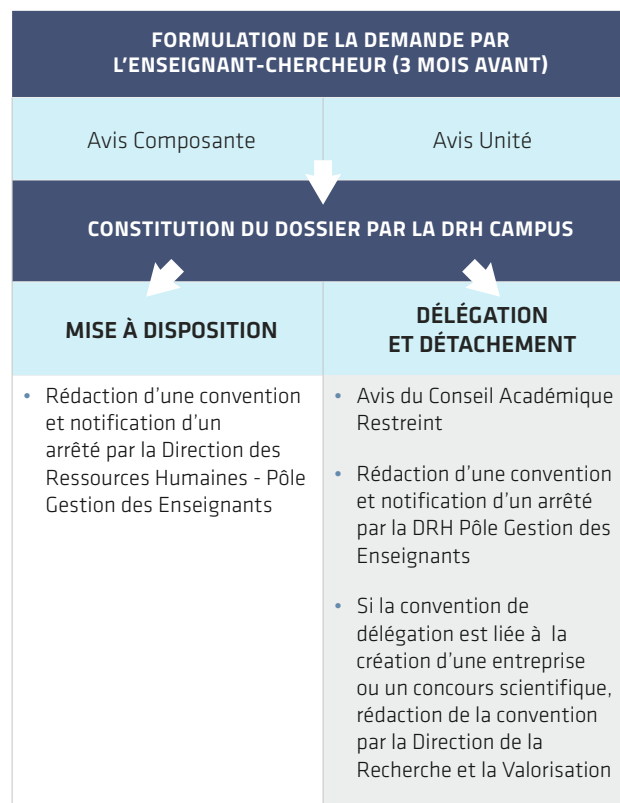 FORMULATION DE LA DEMANDE PAR
L'ENSEIGNANT-CHERCHEUR (3 MOIS AVANT)
Avis Composante
Avis Unité
CONSTITUTION DU DOSSIER PAR LA DRH CAMPUS
MISE À DISPOSITION
• Rédaction d'une convention
et notification d'un
arrêté par la Direction des
Ressources Humaines - Pôle
Gestion des Enseignants
DÉLÉGATION
ET DÉTACHEMENT
• Avis du Conseil Académique
Restreint
• Rédaction d'une convention
et notification d'un arrêté
par la DRH Pôle Gestion des
Enseignants
• Si la convention de
délégation est liée à la
création d'une entreprise
ou un concours scientifique,
rédaction de la convention
par la Direction de la
Recherche et la Valorisation